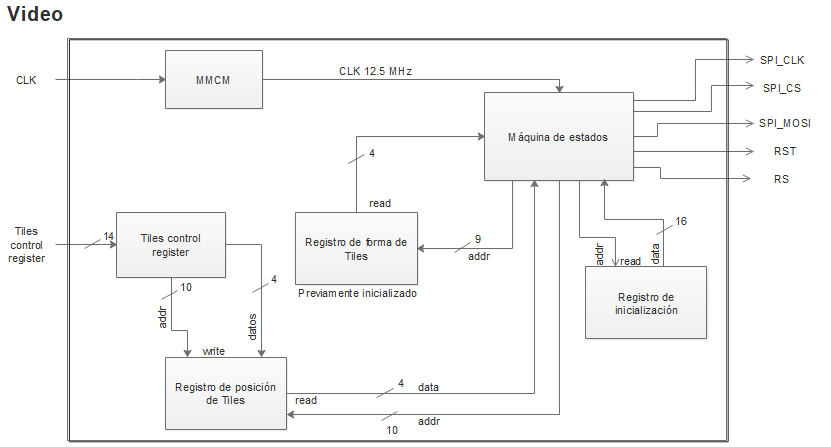 Video
CLK
MMCM
CLK 12.5 MHz
SPI_CLK
SPI_CS
SPI_MOSI
RST
RS
Máquina de estados
4
read
Tiles
control
register
14
Tiles control
register
Registro de forma de
Tiles
Previamente inicializado
9
addr
addr
read
data
16
Registro de
inicialización
10
addr
4
datos
write
Registro de posición
de Tiles
read
4
data
addr
10